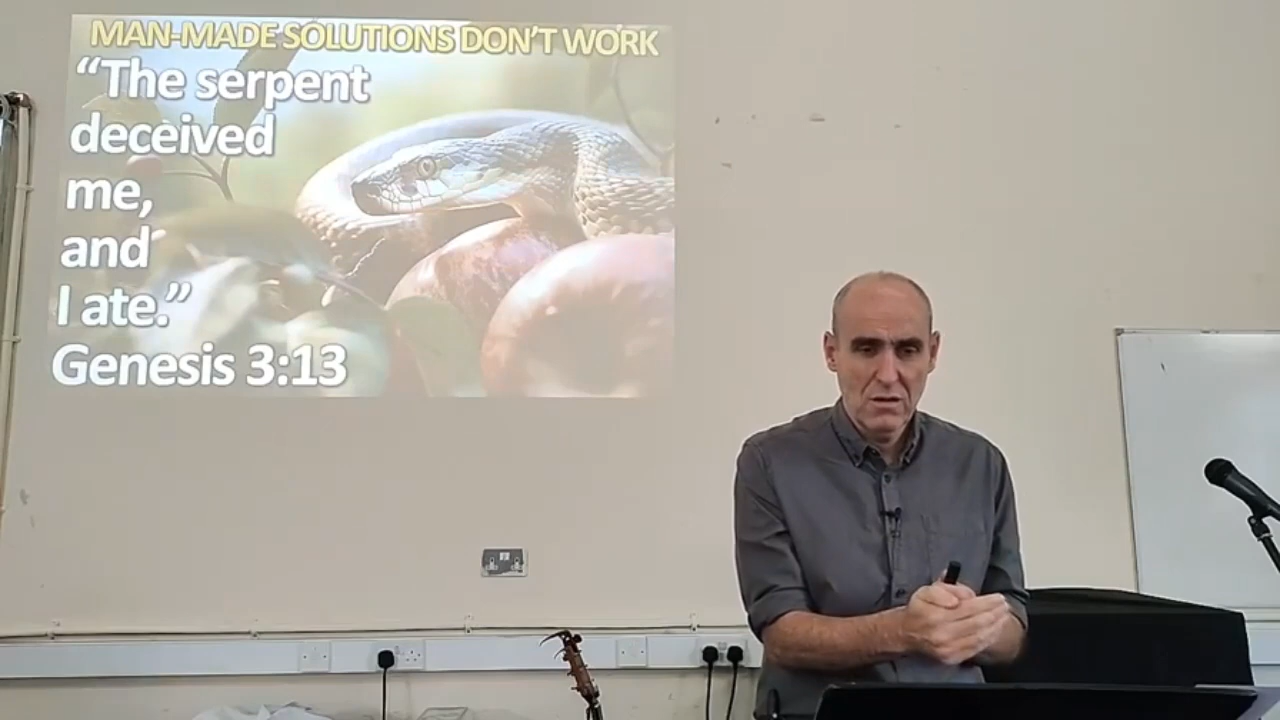 MAN-MADE SOLUTIONS DON'T WORK
“The serpent
deceived
me,
and
I ate.”
Genesis 3:13